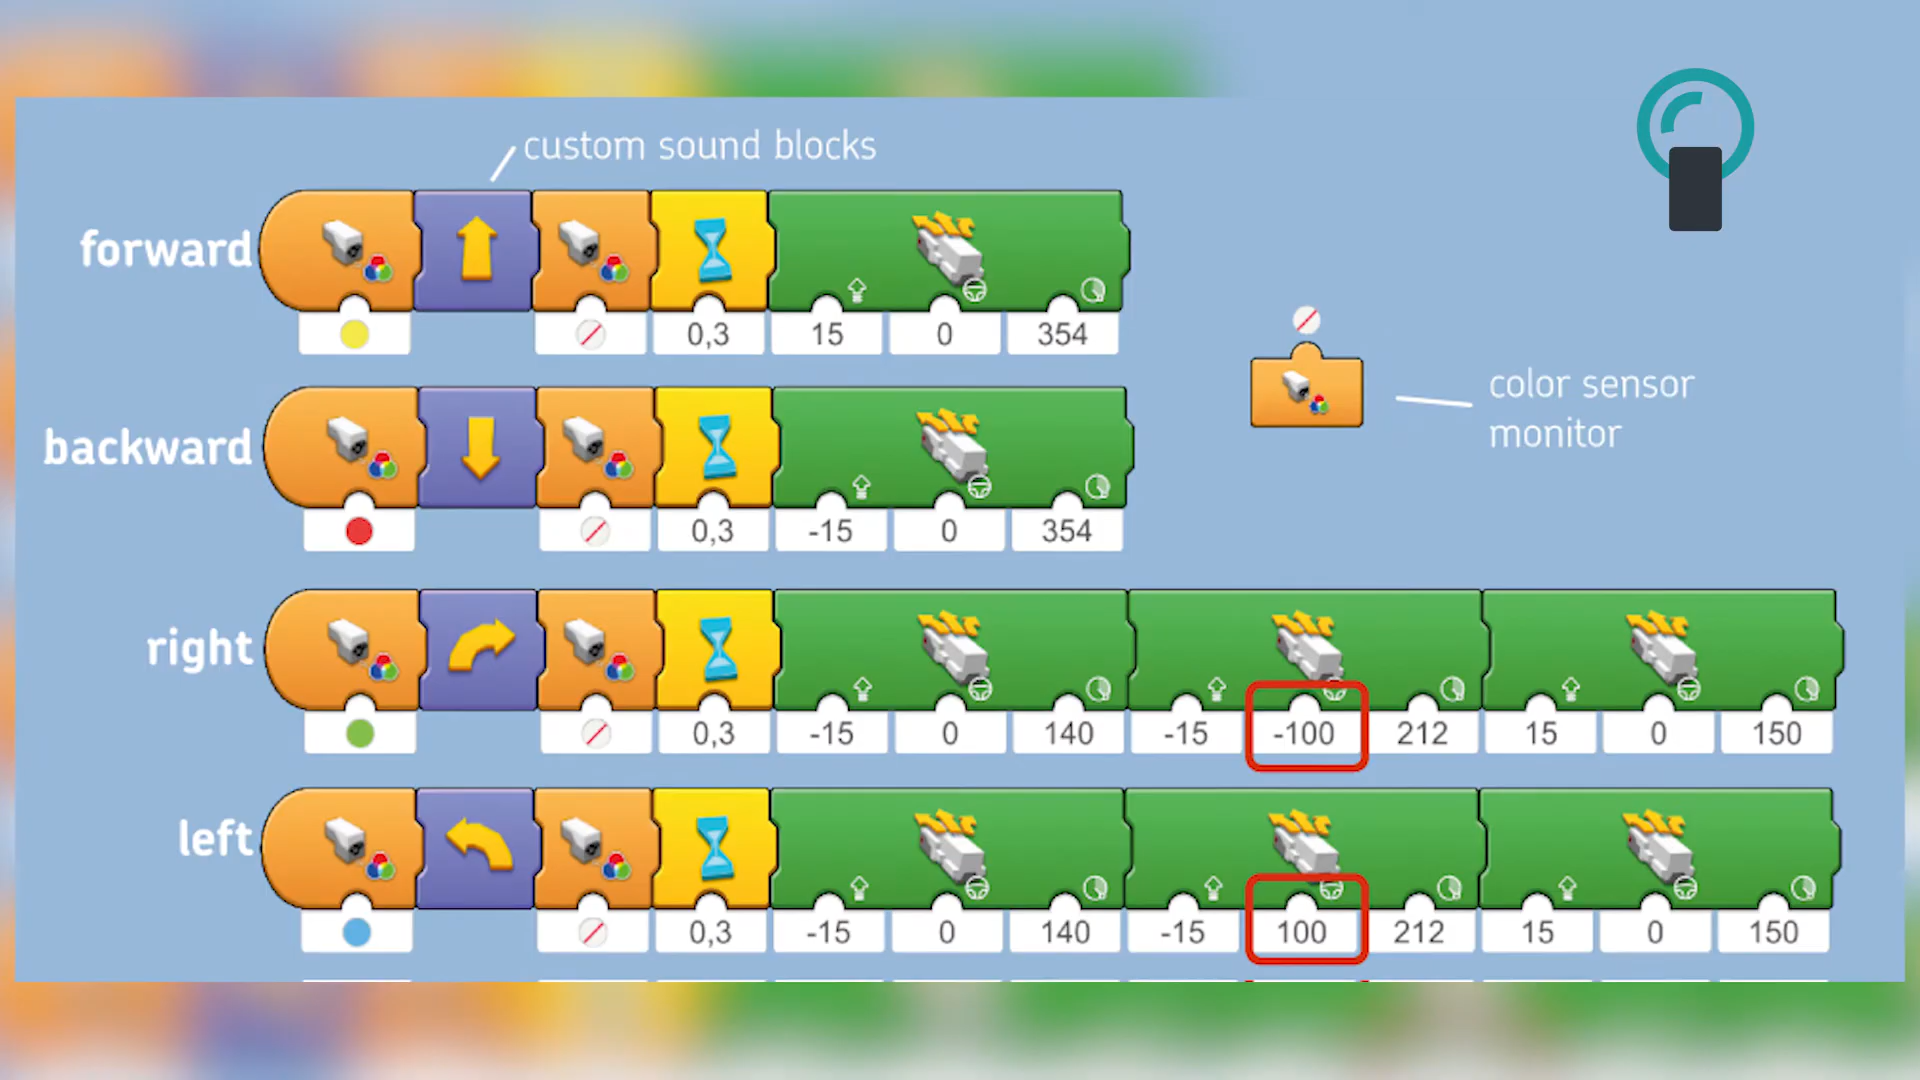 custom sound blocks
forward
0,3 15 0 354
color sensor
monitor
backward
0,3 -15 0 354
right
0,3 -15 0 140 -15 -100 212 15 0 150
left
0,3 -15 0 140 -15 100 212 15 0 150